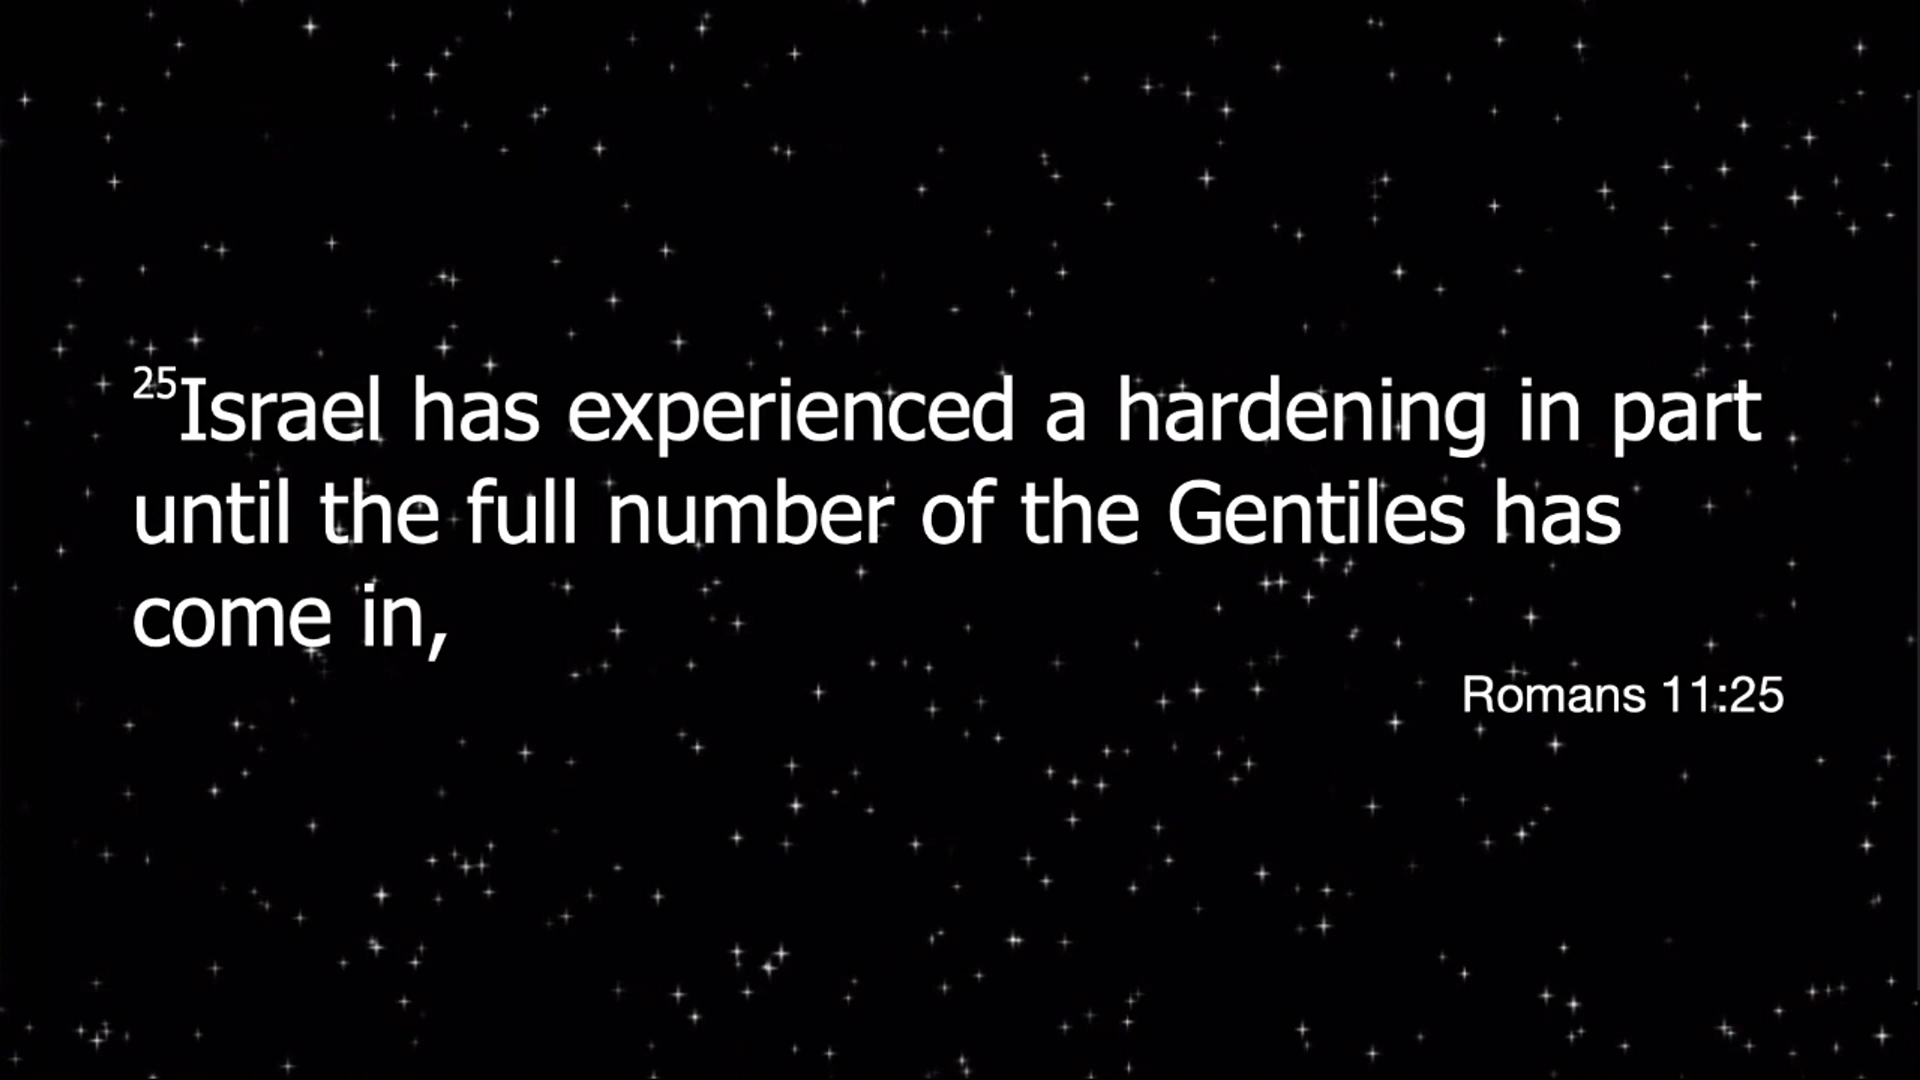 25Israel has experienced a hardening in part
until the full number of the Gentiles has
come in,
Romans 11:25